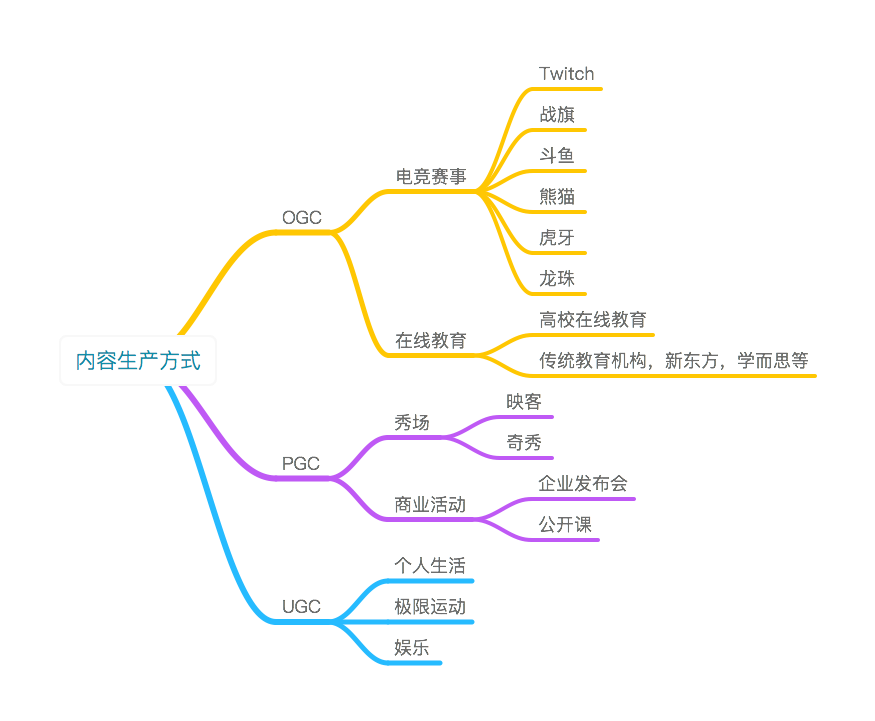 内容生产方式
OGC
电竞赛事
Twitch
战旗
斗鱼
熊猫
虎牙
龙珠
在线教育
高校在线教育
传统教育机构，新东方，学而思等
PGC
秀场
映客
奇秀
商业活动
企业发布会
公开课
UGC
个人生活
极限运动
娱乐